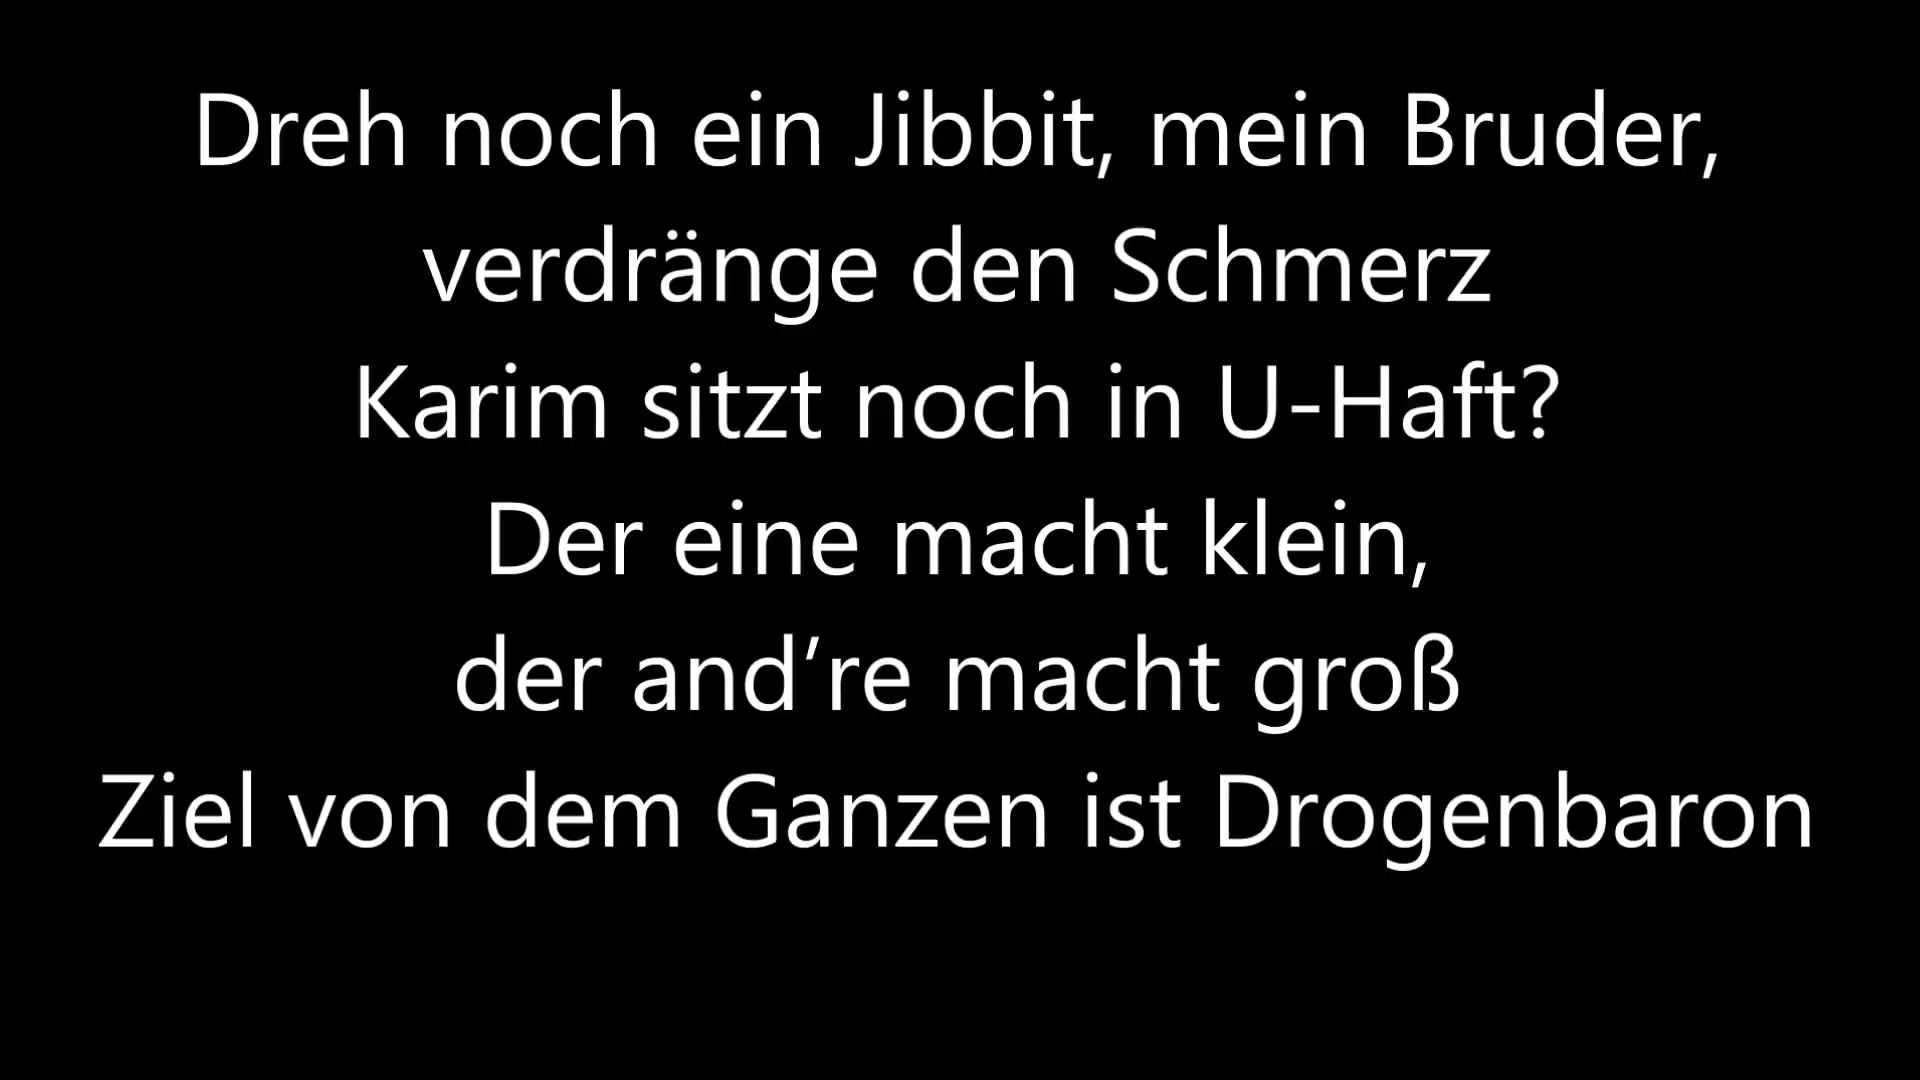 Dreh noch ein Jibbit, mein Bruder,
verdränge den Schmerz
Karim sitzt noch in U-Haft?
Der eine macht klein,
der and’re macht groß
Ziel von dem Ganzen ist Drogenbaron